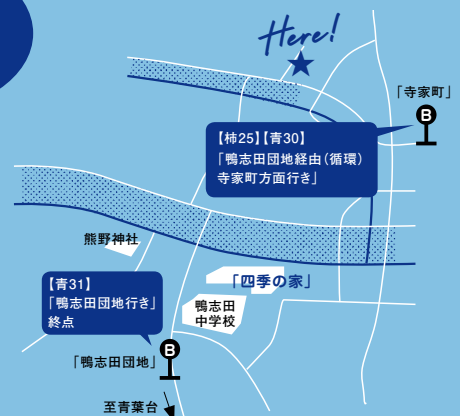 Here!
「寺家町」
B
【柿25】【青30】
「鴨志田団地経由(循環)
寺家町方面行き」
熊野神社
「四季の家」
【青31】
「鴨志田団地行き」
終点
鴨志田
中学校
B
「鴨志田団地」
至青葉台